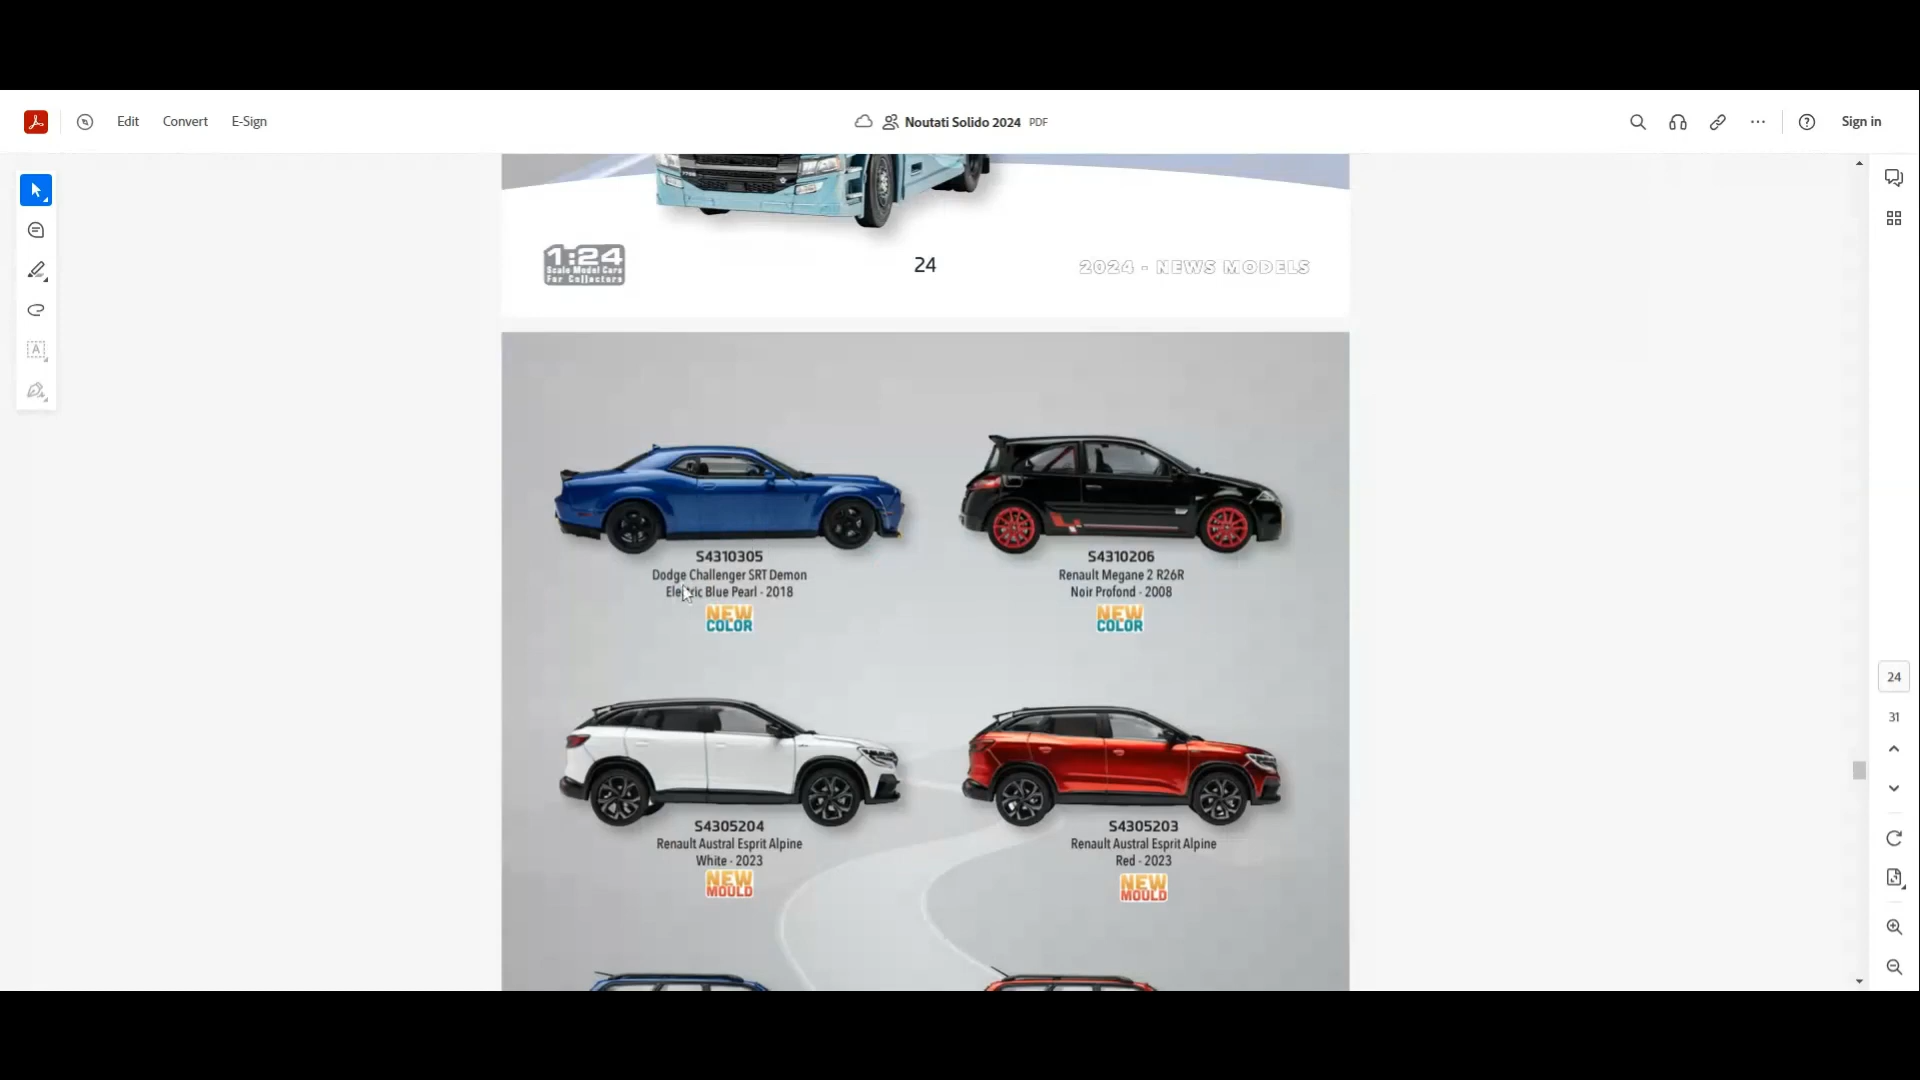 Edit Convert E-Sign
Noutati Solido 2024 PDF
Sign in
1:24
Scale Model Cars
For Collectors
24
2024 - NEWS MODELS
S4310305
Dodge Challenger SRT Demon
Electric Blue Pearl - 2018
NEW
COLOR
S4310206
Renault Megane 2 R26R
Noir Profond - 2008
NEW
COLOR
S4305204
Renault Austral Esprit Alpine
White - 2023
NEW
MOULD
S4305203
Renault Austral Esprit Alpine
Red - 2023
NEW
MOULD
24
31